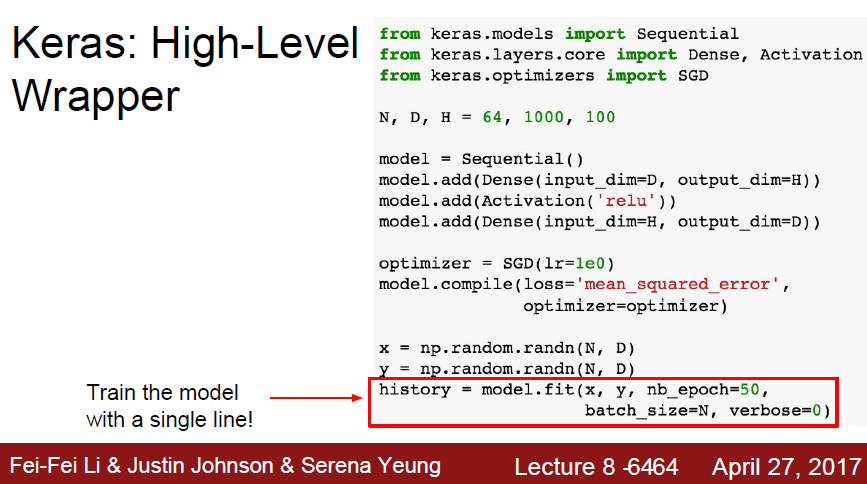 Keras: High-Level
Wrapper
from keras.models import Sequential
from keras.layers.core import Dense, Activation
from keras.optimizers import SGD
N, D, H = 64, 1000, 100
model = Sequential()
model.add(Dense(input_dim=D, output_dim=H))
model.add(Activation('relu'))
model.add(Dense(input_dim=H, output_dim=D))
optimizer = SGD(lr=1e0)
model.compile(loss='mean_squared_error',
optimizer=optimizer)
x = np.random.randn(N, D)
y = np.random.randn(N, D)
history = model.fit(x, y, nb_epoch=50,
batch_size=N, verbose=0)
Train the model
with a single line!
Fei-Fei Li & Justin Johnson & Serena Yeung Lecture 8 -6464 April 27, 2017